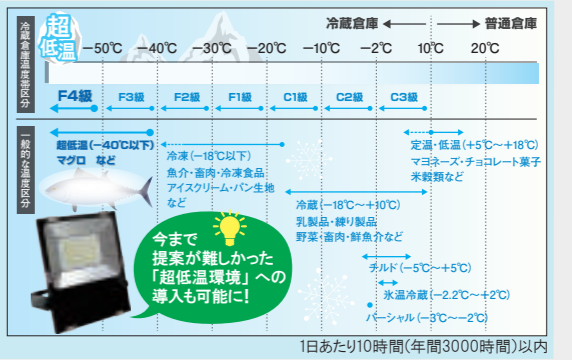 冷蔵倉庫 ← → 普通倉庫
超低温
−50℃ −40℃ −30℃ −20℃ −10℃ −2℃ 10℃ 20℃
冷蔵倉庫温度帯区分
F4級 F3級 F2級 F1級 C1級 C2級 C3級
一般的な温度区分
超低温(−40℃以下)
マグロ など
冷凍(−18℃以下)
魚介・畜肉・冷凍食品
アイスクリーム・パン生地
など
定温・低温(+5℃〜+18℃)
マヨネーズ・チョコレート菓子
米穀類など
冷蔵(−18℃〜+10℃)
乳製品・練り製品
野菜・畜肉・鮮魚介など
チルド(−5℃〜+5℃)
氷温冷蔵(−2.2℃〜+2℃)
パーシャル(−3℃〜−2℃)
今まで
提案が難しかった
「超低温環境」への
導入も可能に!
1日あたり10時間(年間3000時間)以内